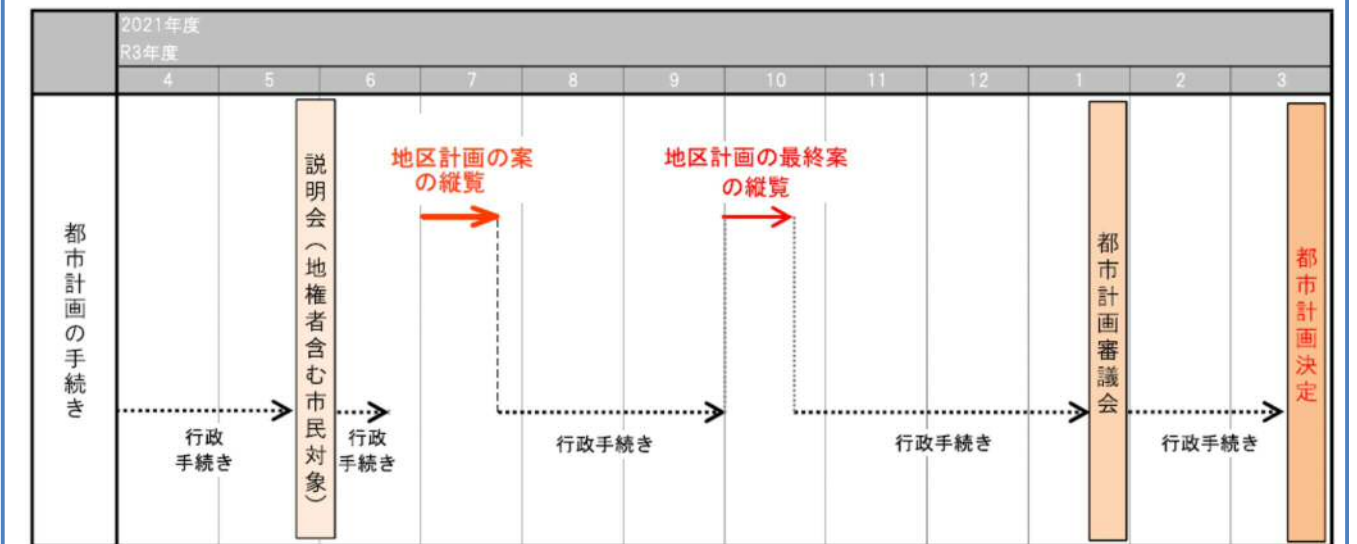 2021年度
R3年度
4 5 6 7 8 9 10 11 12 1 2 3
都市計画の手続き
行政
手続き
説明会（地権者含む市民対象）
行政
手続き
地区計画の案
の縦覧
行政手続き
地区計画の最終案
の縦覧
行政手続き
都市計画審議会
行政手続き
都市計画決定